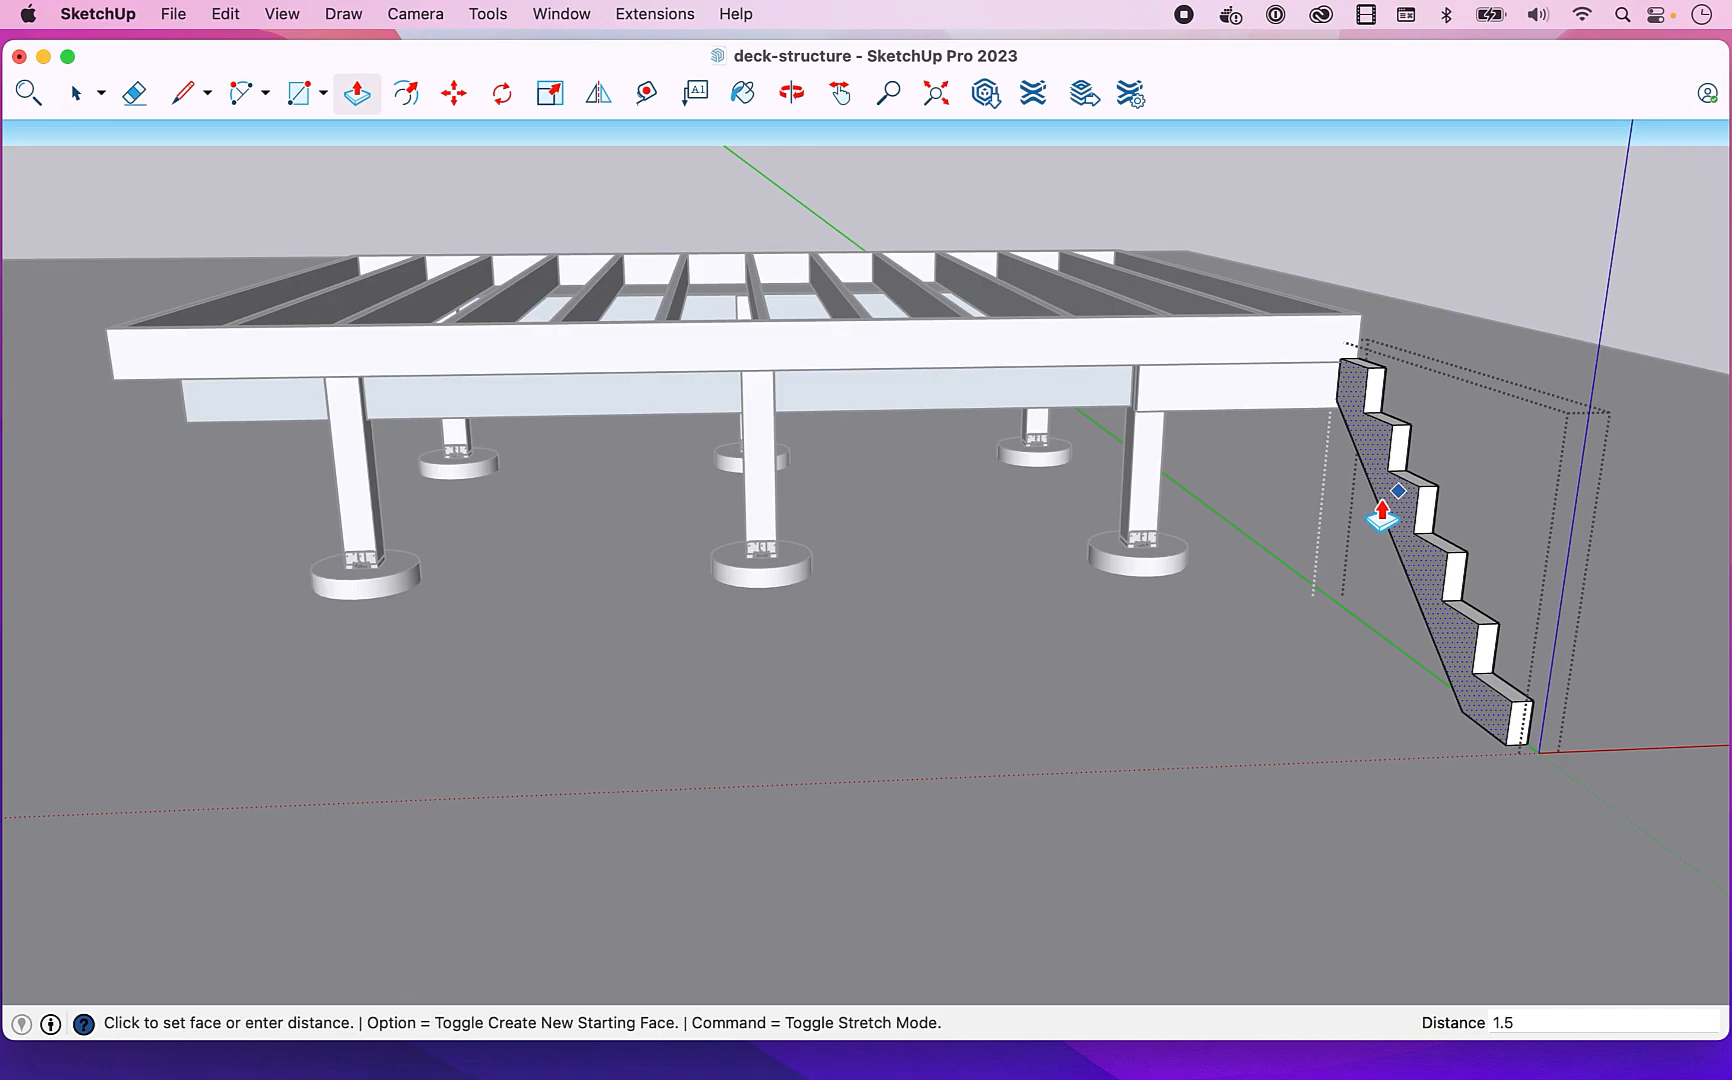 SketchUp File Edit View Draw Camera Tools Window Extensions Help
deck-structure - SketchUp Pro 2023
A1
Click to set face or enter distance. | Option = Toggle Create New Starting Face. | Command = Toggle Stretch Mode.
Distance 1.5